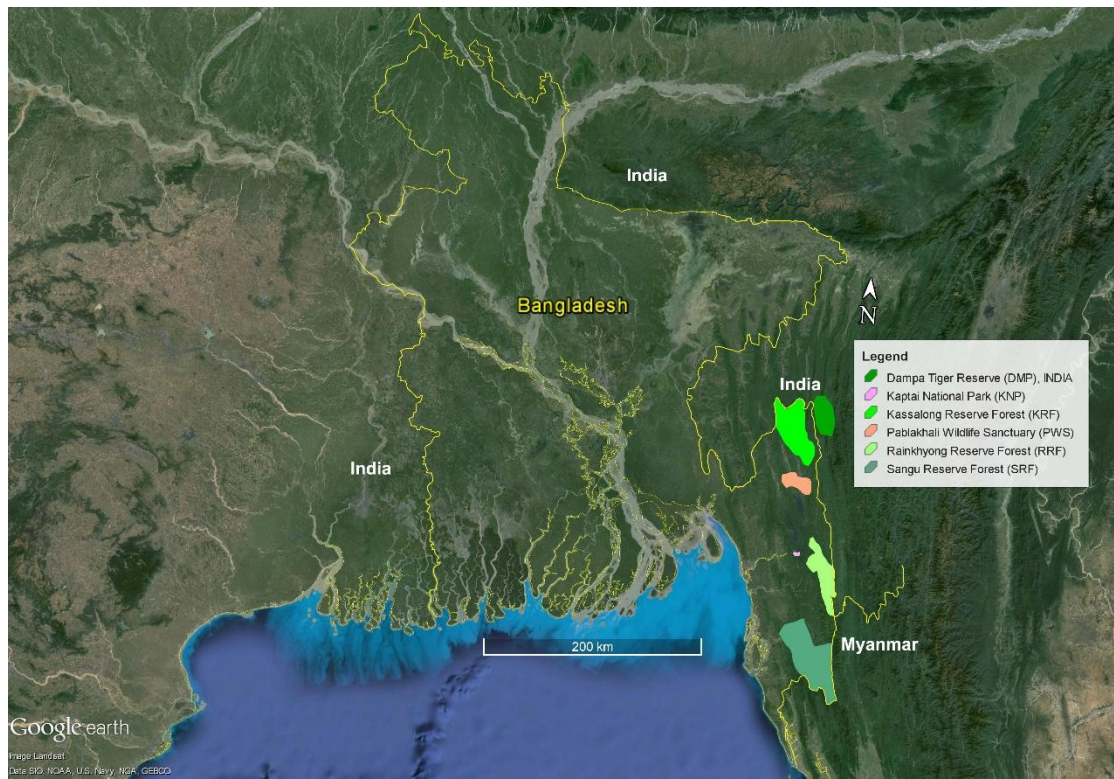 India
Bangladesh
N
Legend
Dampa Tiger Reserve (DMP), INDIA
Kaptai National Park (KNP)
Kassalong Reserve Forest (KRF)
Pablakhali Wildlife Sanctuary (PWS)
Rainkhyong Reserve Forest (RRF)
Sangu Reserve Forest (SRF)
India
India
200 km
Myanmar
Google earth
Image Landsat
Data SIO, NOAA, U.S. Navy, NGA, GEBCO